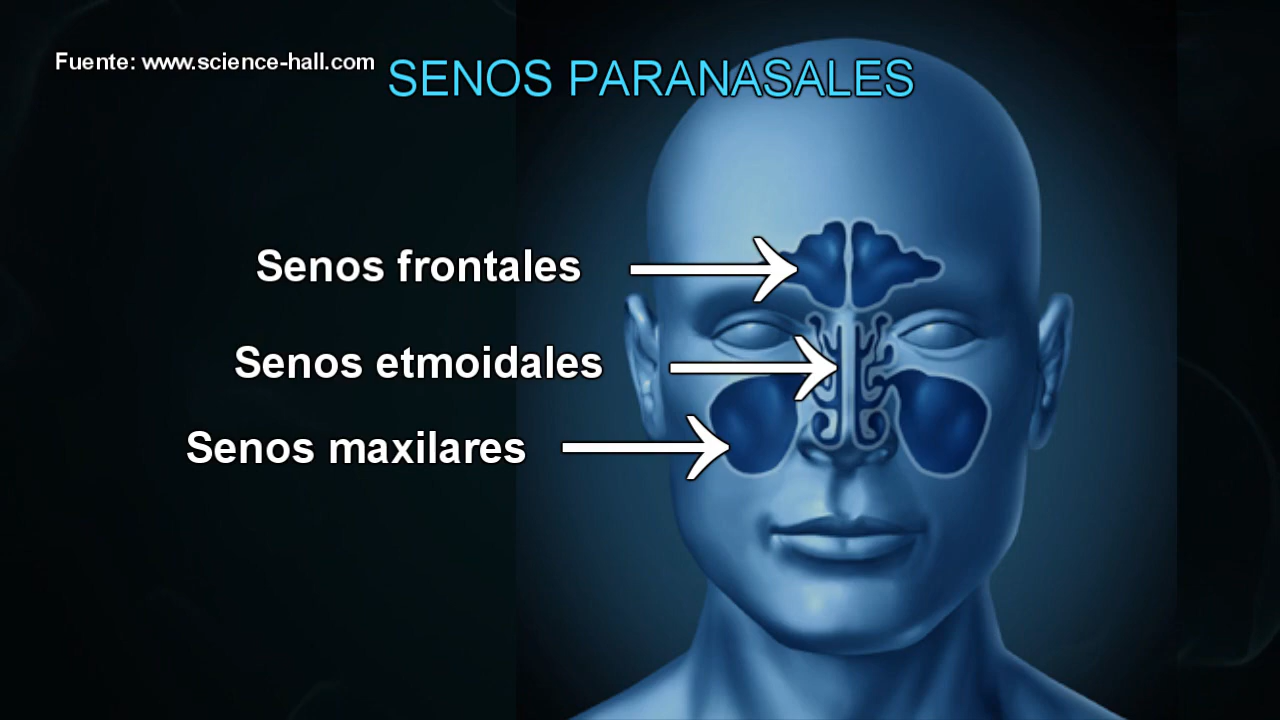 Fuente: www.science-hall.com
SENOS PARANASALES
Senos frontales
Senos etmoidales
Senos maxilares